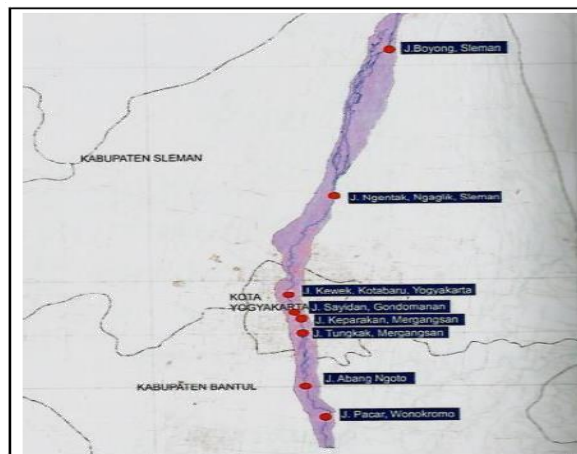 J.Boyong, Sleman
KABUPATEN SLEMAN
J. Ngentak, Ngaglik, Sleman
J. Kewek, Kotabaru, Yogyakarta
KOTA
YOGYAKARTA
J. Sayidan, Gondomanan
J. Keparakan, Mergangsan
J. Tungkak, Mergangsan
J. Abang Ngoto
KABUPATEN BANTUL
J. Pacar, Wonokromo